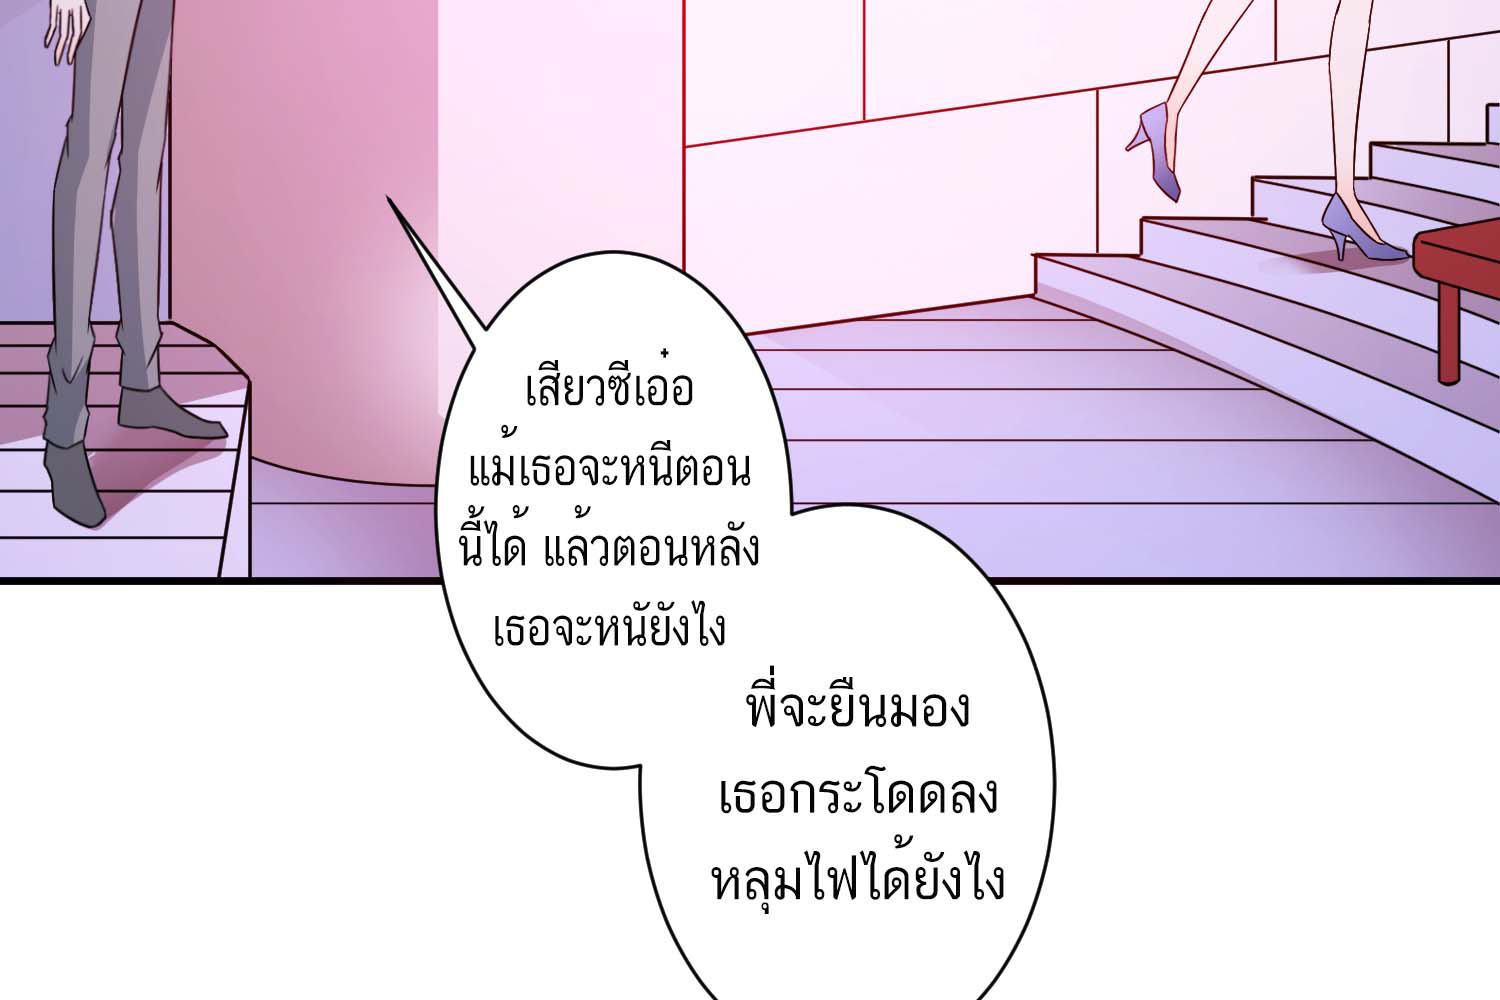 เสียวซีเอ๋อ
แม้เธอจะหนีตอน
นี้ได้ แล้วตอนหลัง
เธอจะหนัยังไง
พี่จะยืนมอง
เธอกระโดดลง
หลุมไฟได้ยังไง